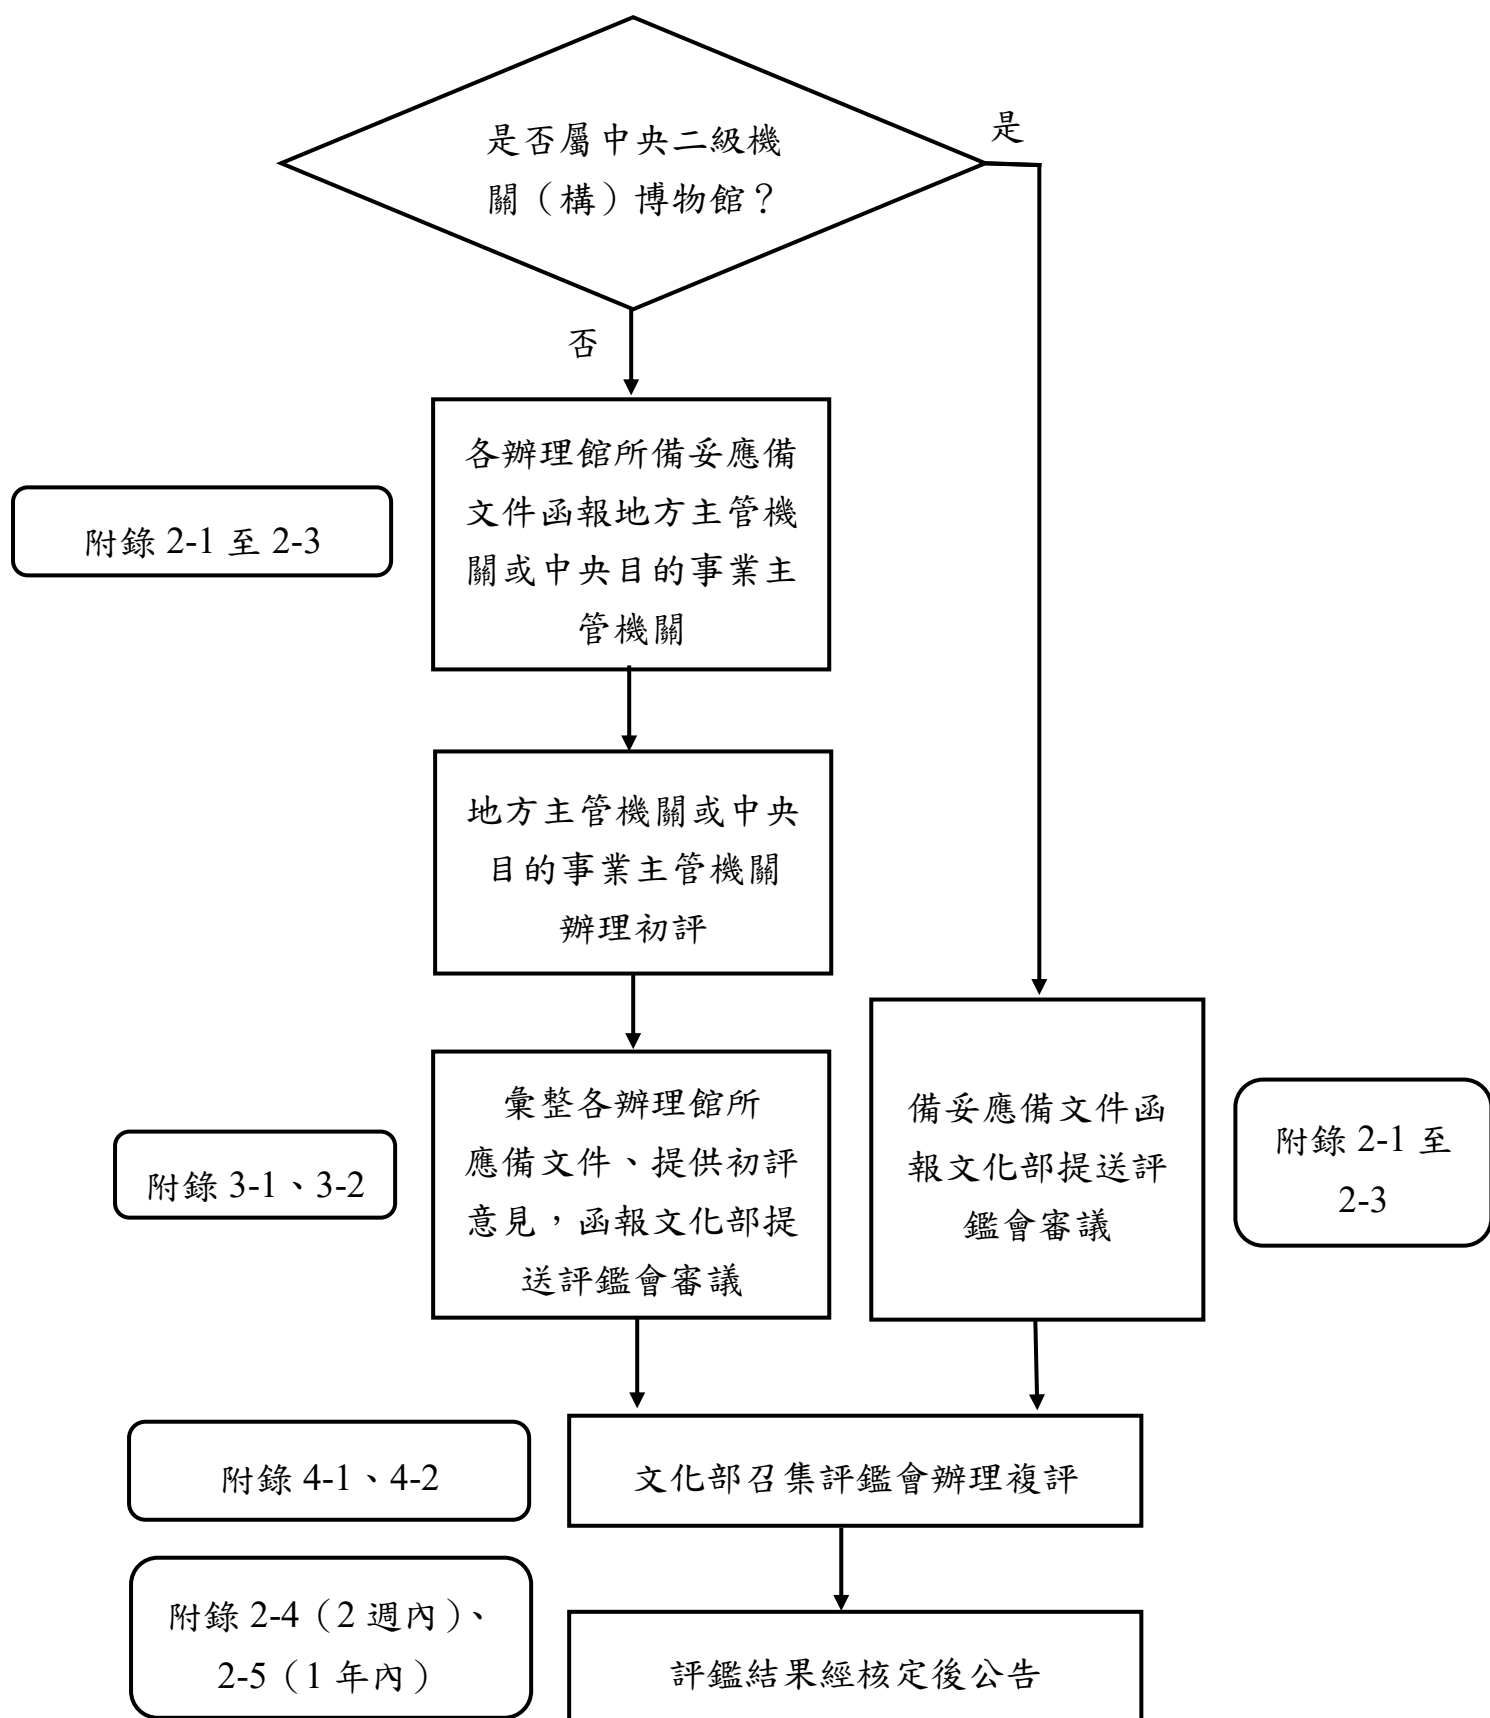 是否屬中央二級機
關（構）博物館？
是
否
各辦理館所備妥應備
文件函報地方主管機
關或中央目的事業主
管機關
附錄 2-1 至 2-3
地方主管機關或中央
目的事業主管機關
辦理初評
彙整各辦理館所
應備文件、提供初評
意見，函報文化部提
送評鑑會審議
附錄 3-1、3-2
備妥應備文件函
報文化部提送評
鑑會審議
附錄 2-1 至
2-3
附錄 4-1、4-2
文化部召集評鑑會辦理複評
附錄 2-4（2 週內）、
2-5（1 年內）
評鑑結果經核定後公告